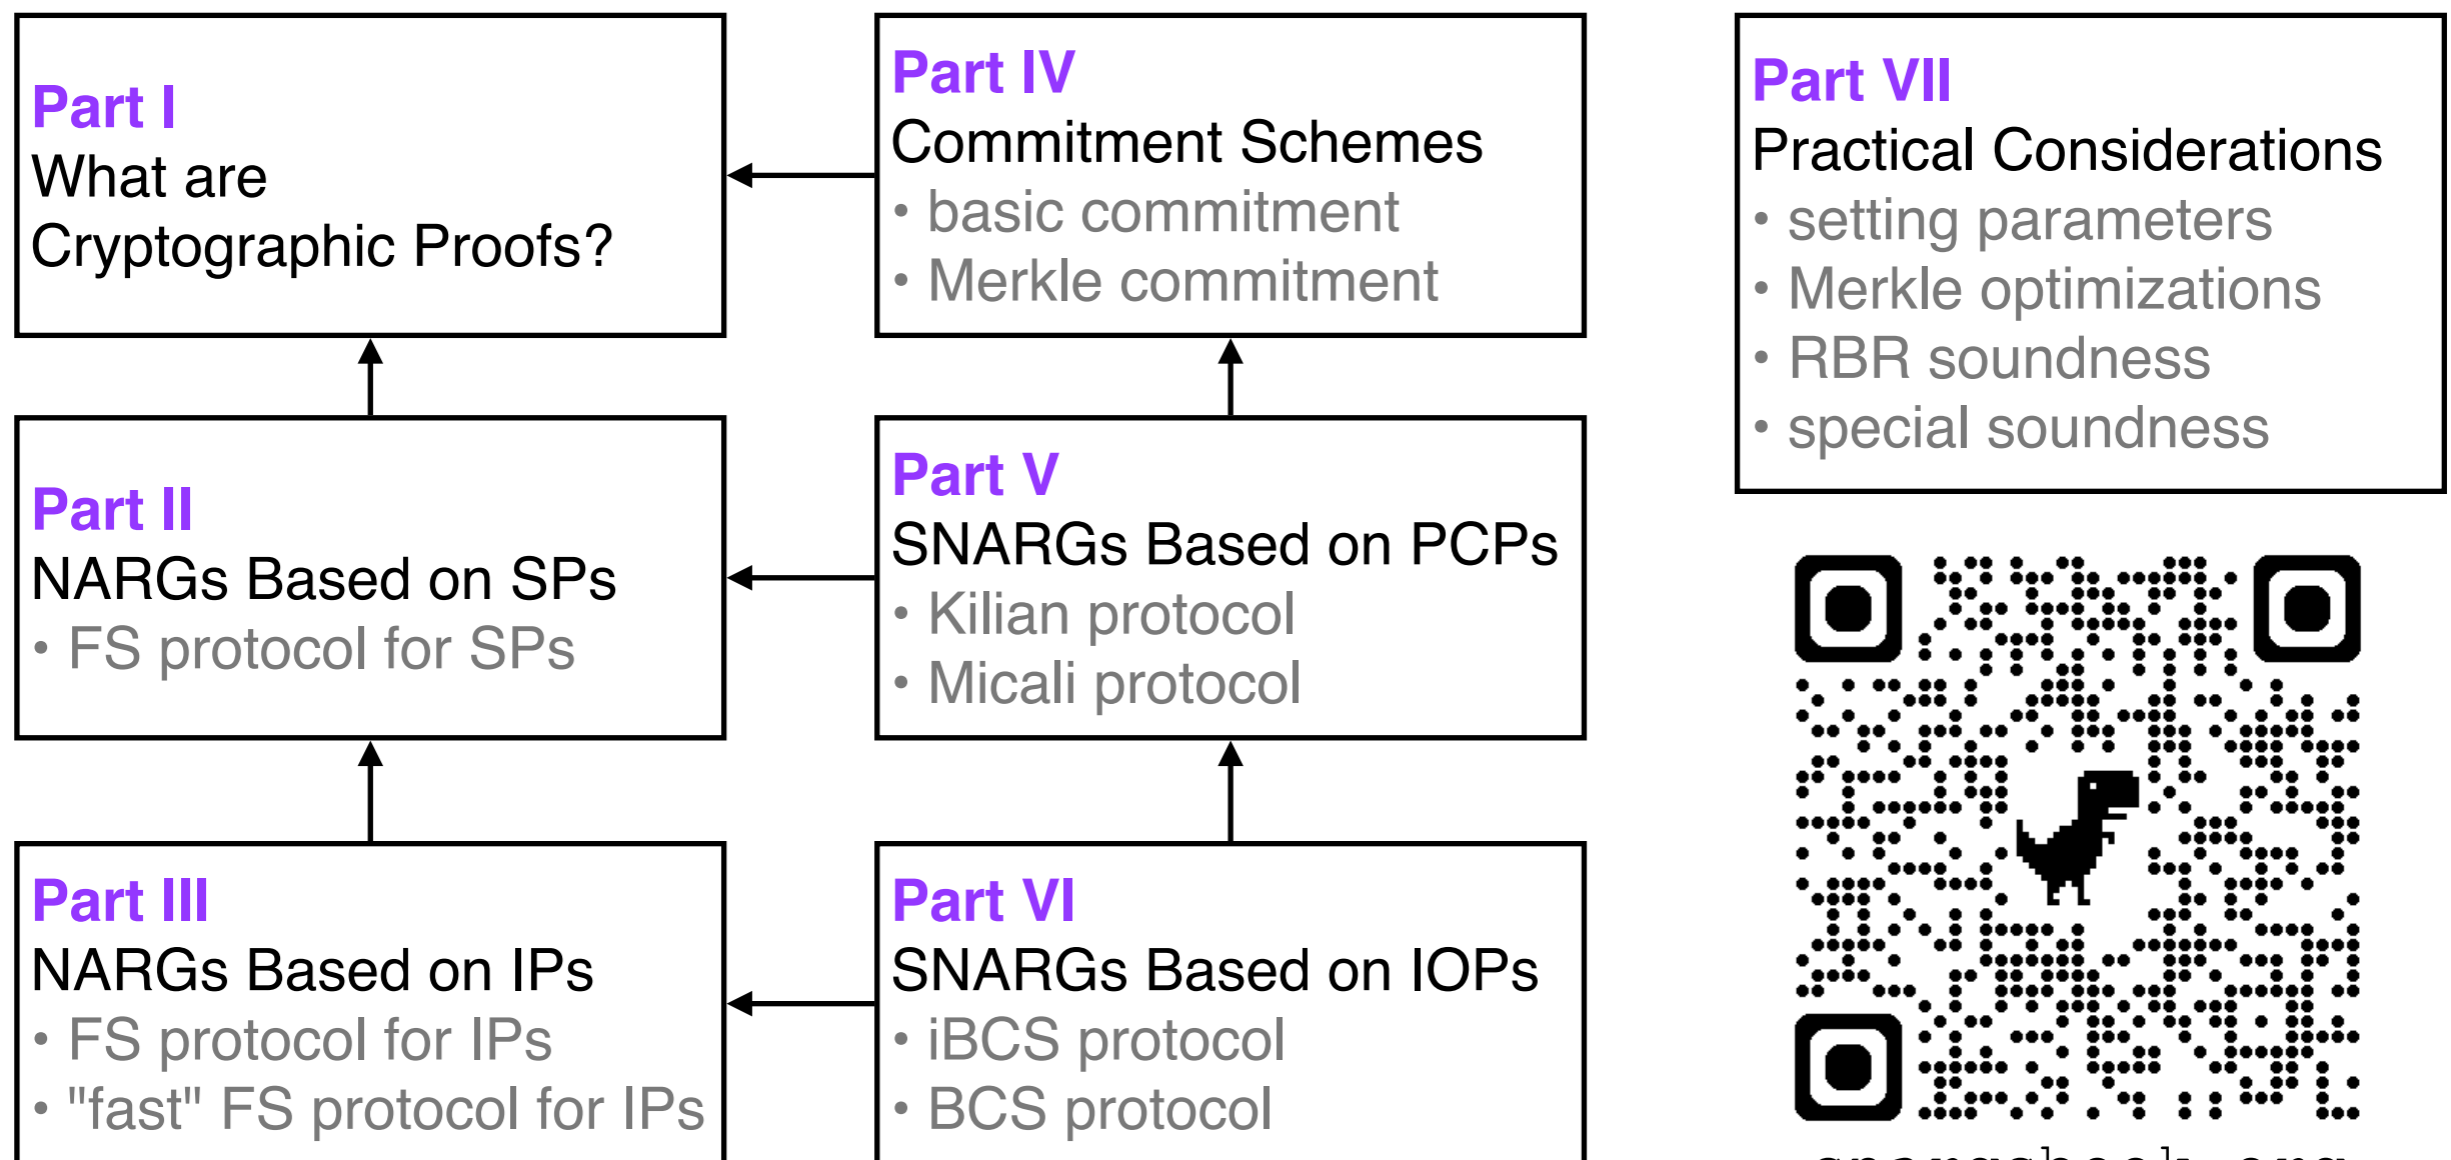 Part I
What are
Cryptographic Proofs?
Part II
NARGs Based on SPs
• FS protocol for SPs
Part III
NARGs Based on IPs
• FS protocol for IPs
• "fast" FS protocol for IPs
Part IV
Commitment Schemes
• basic commitment
• Merkle commitment
Part V
SNARGs Based on PCPs
• Kilian protocol
• Micali protocol
Part VI
SNARGs Based on IOPs
• iBCS protocol
• BCS protocol
Part VII
Practical Considerations
• setting parameters
• Merkle optimizations
• RBR soundness
• special soundness